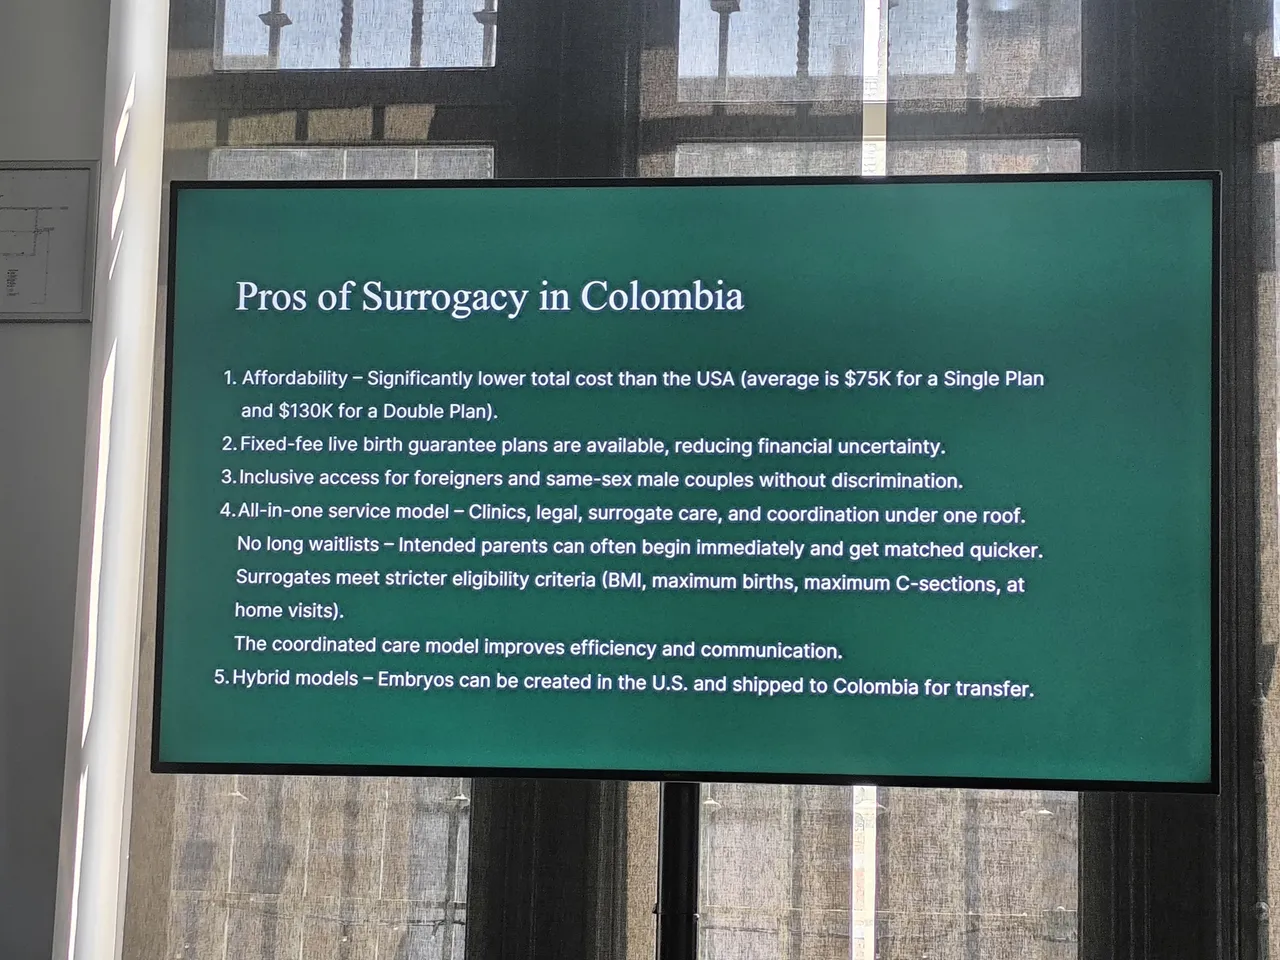 Pros of Surrogacy in Colombia
1. Affordability – Significantly lower total cost than the USA (average is $75K for a Single Plan
and $130K for a Double Plan).
2. Fixed-fee live birth guarantee plans are available, reducing financial uncertainty.
3. Inclusive access for foreigners and same-sex male couples without discrimination.
4. All-in-one service model – Clinics, legal, surrogate care, and coordination under one roof.
No long waitlists – Intended parents can often begin immediately and get matched quicker.
Surrogates meet stricter eligibility criteria (BMI, maximum births, maximum C-sections, at
home visits).
The coordinated care model improves efficiency and communication.
5. Hybrid models – Embryos can be created in the U.S. and shipped to Colombia for transfer.